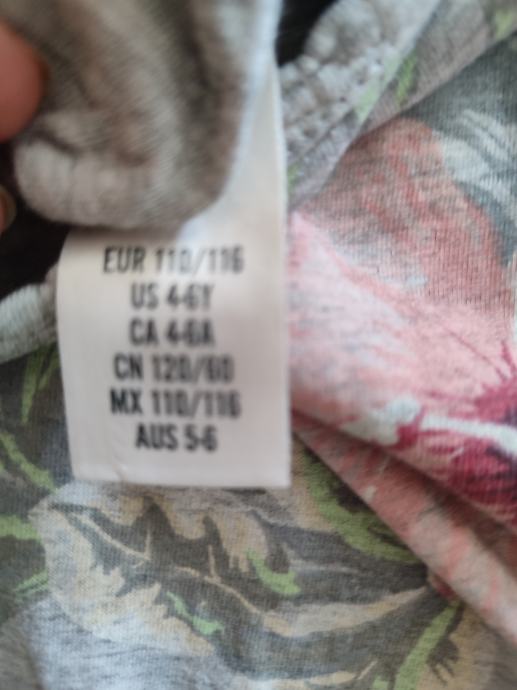 EUR 110/116
US 4-6Y
CA 4-6A
CN 120/60
MX 110/116
AUS 5-6